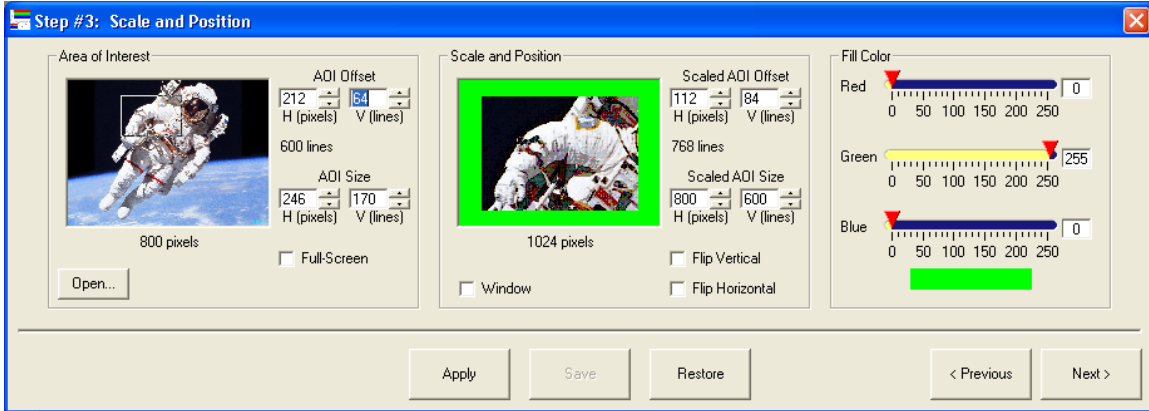 Step #3:  Scale and Position
Area of Interest
AOI Offset
212 64
H (pixels) V (lines)
600 lines
AOI Size
246 170
H (pixels) V (lines)
800 pixels
Full-Screen
Open...
Scale and Position
Scaled AOI Offset
112 84
H (pixels) V (lines)
768 lines
Scaled AOI Size
800 600
H (pixels) V (lines)
1024 pixels
Flip Vertical
Window
Flip Horizontal
Fill Color
Red 0
0 50 100 150 200 250
Green 255
0 50 100 150 200 250
Blue 0
0 50 100 150 200 250
Apply Save Restore < Previous Next >